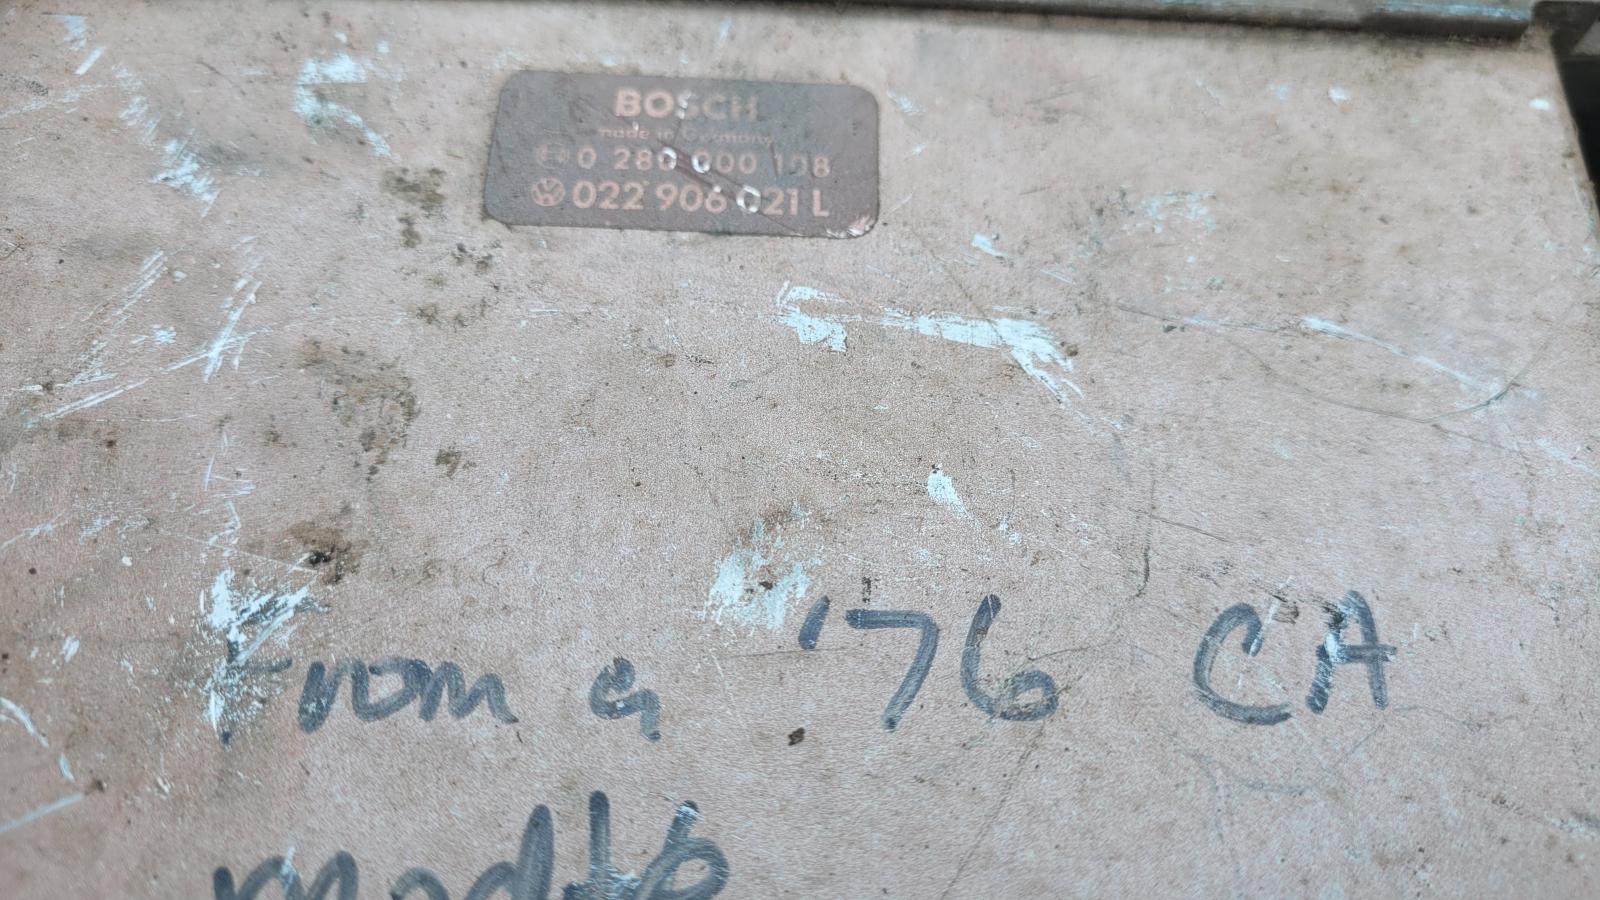 BOSCH
made in Germany
0 280 000 108
022 906 021 L
From a '76 CA